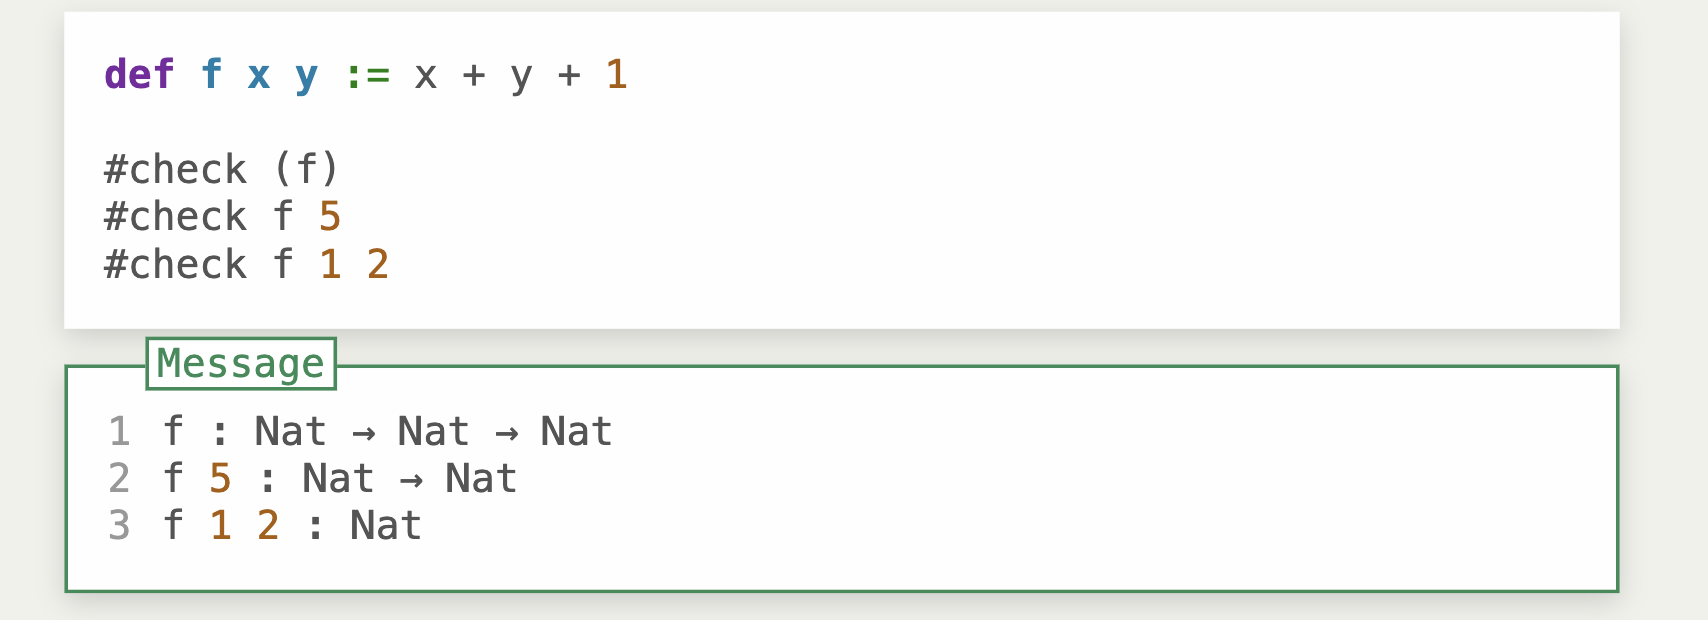 def f x y := x + y + 1
#check (f)
#check f 5
#check f 1 2
Message
1 f : Nat → Nat → Nat
2 f 5 : Nat → Nat
3 f 1 2 : Nat